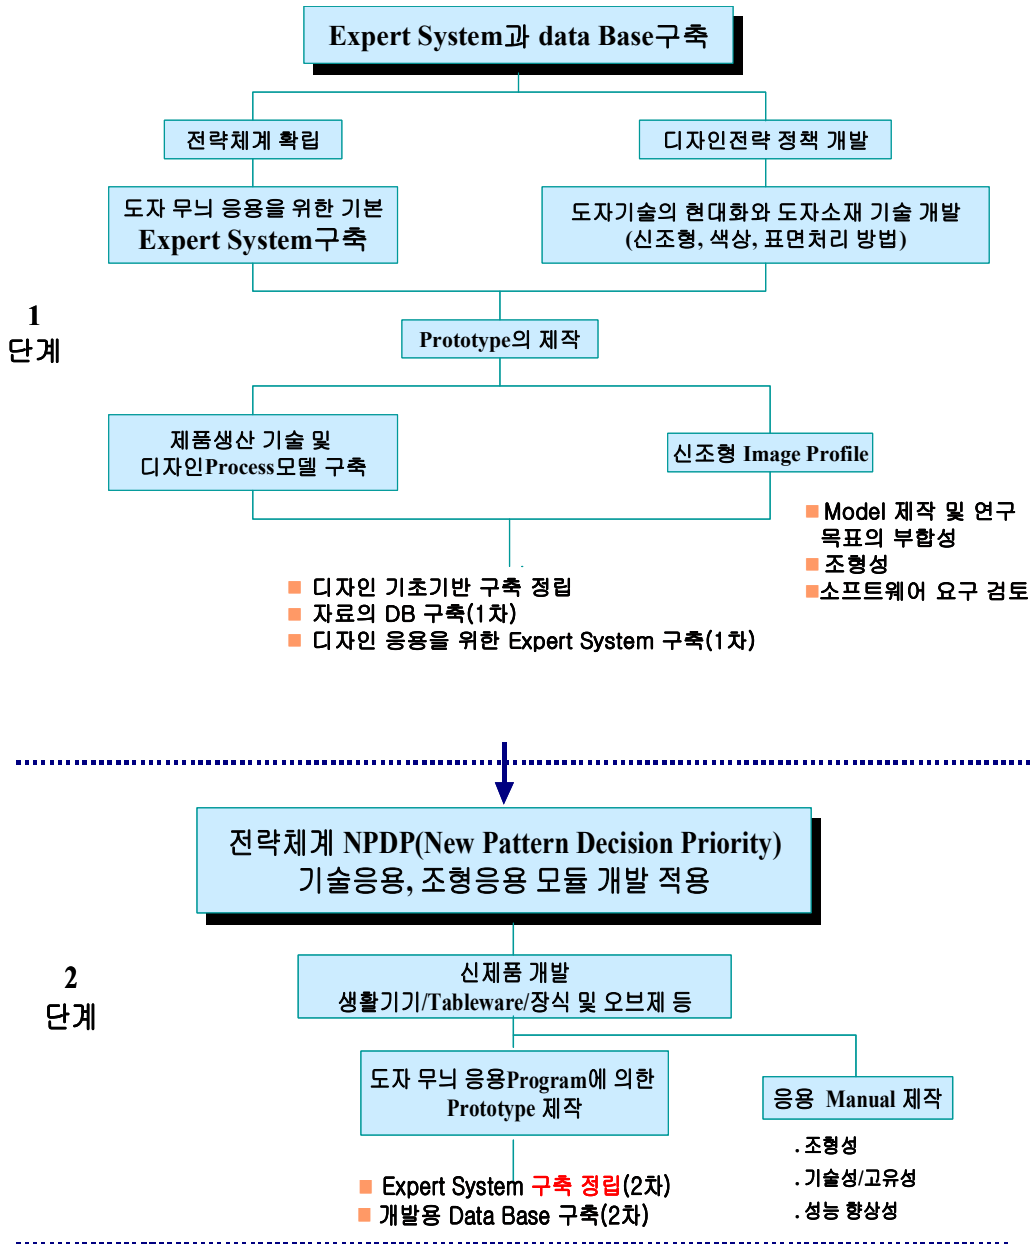 Expert System과 data Base구축
전략체계 확립
디자인전략 정책 개발
도자 무늬 응용을 위한 기본
Expert System구축
도자기술의 현대화와 도자소재 기술 개발
(신조형, 색상, 표면처리 방법)
1
단계
Prototype의 제작
제품생산 기술 및
디자인Process모델 구축
신조형 Image Profile
■ Model 제작 및 연구
목표의 부합성
■ 조형성
■소프트웨어 요구 검토
■ 디자인 기초기반 구축 정립
■ 자료의 DB 구축(1차)
■ 디자인 응용을 위한 Expert System 구축(1차)
전략체계 NPDP(New Pattern Decision Priority)
기술응용, 조형응용 모듈 개발 적용
2
단계
신제품 개발
생활기기/Tableware/장식 및 오브제 등
도자 무늬 응용Program에 의한
Prototype 제작
응용 Manual 제작
. 조형성
. 기술성/고유성
. 성능 향상성
■ Expert System 구축 정립(2차)
■ 개발용 Data Base 구축(2차)